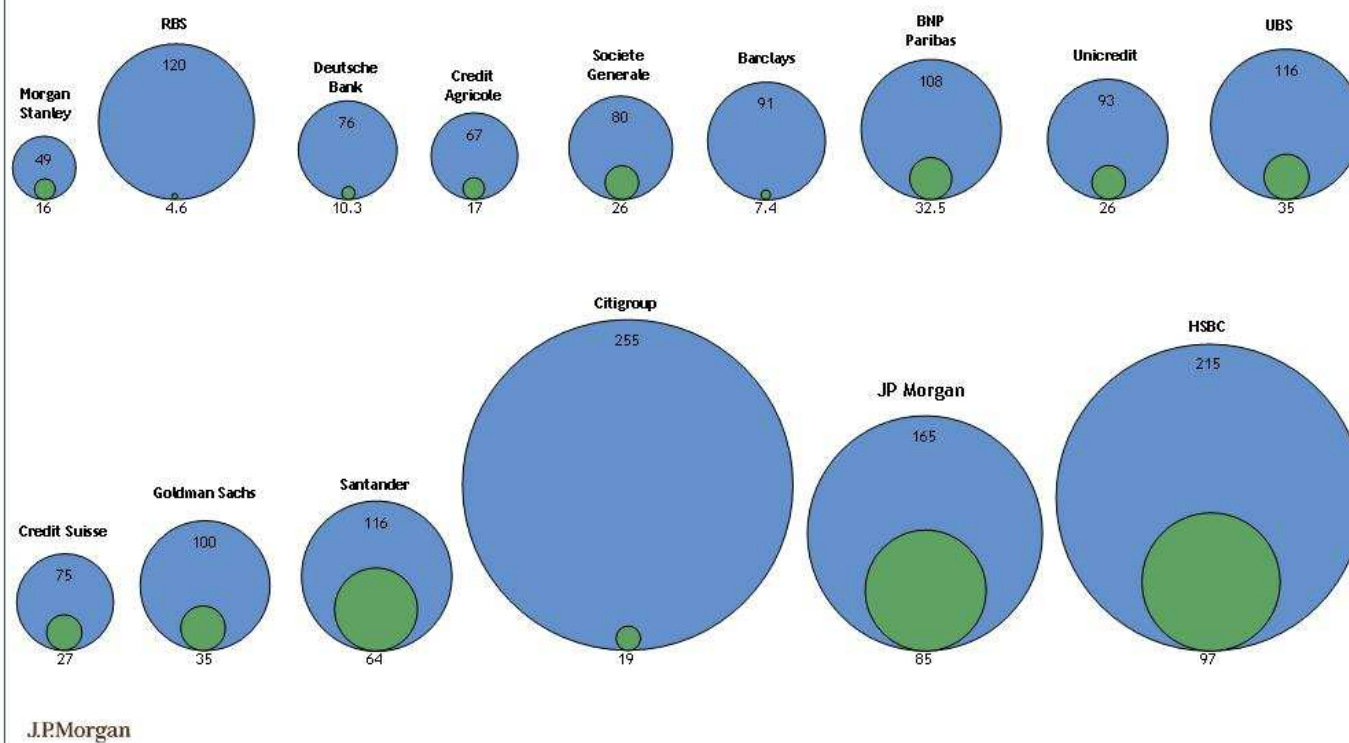 RBS
120
4.6
Morgan
Stanley
49
16
Deutsche
Bank
76
10.3
Credit
Agricole
67
17
Societe
Generale
80
26
Barclays
91
7.4
BNP
Paribas
108
32.5
Unicredit
93
26
UBS
116
35
Credit Suisse
75
27
Goldman Sachs
100
35
Santander
116
64
Citigroup
255
19
JP Morgan
165
85
HSBC
215
97
J.P.Morgan